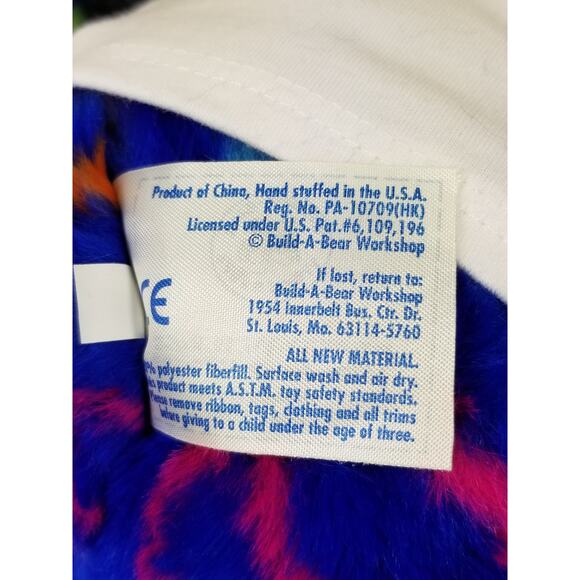 Product of China, Hand stuffed in the U.S.A.
Reg. No. PA-10709(HK)
Licensed under U.S. Pat.#6,109,196
© Build-A-Bear Workshop
If lost, return to:
Build-A-Bear Workshop
1954 Innerbelt Bus. Ctr. Dr.
St. Louis, Mo. 63114-5760
CE
ALL NEW MATERIAL.
% polyester fiberfill. Surface wash and air dry.
product meets A.S.T.M. toy safety standards.
Please remove ribbon, tags, clothing and all trims
before giving to a child under the age of three.